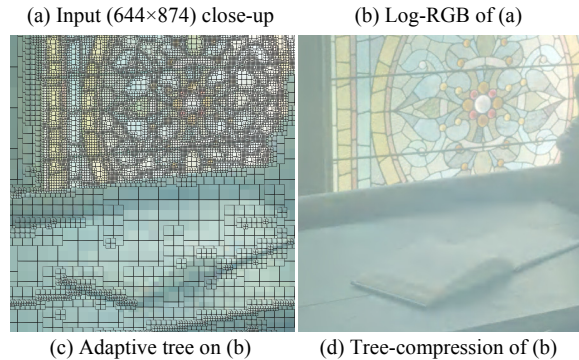 (a) Input (644×874) close-up
(b) Log-RGB of (a)
(c) Adaptive tree on (b)
(d) Tree-compression of (b)